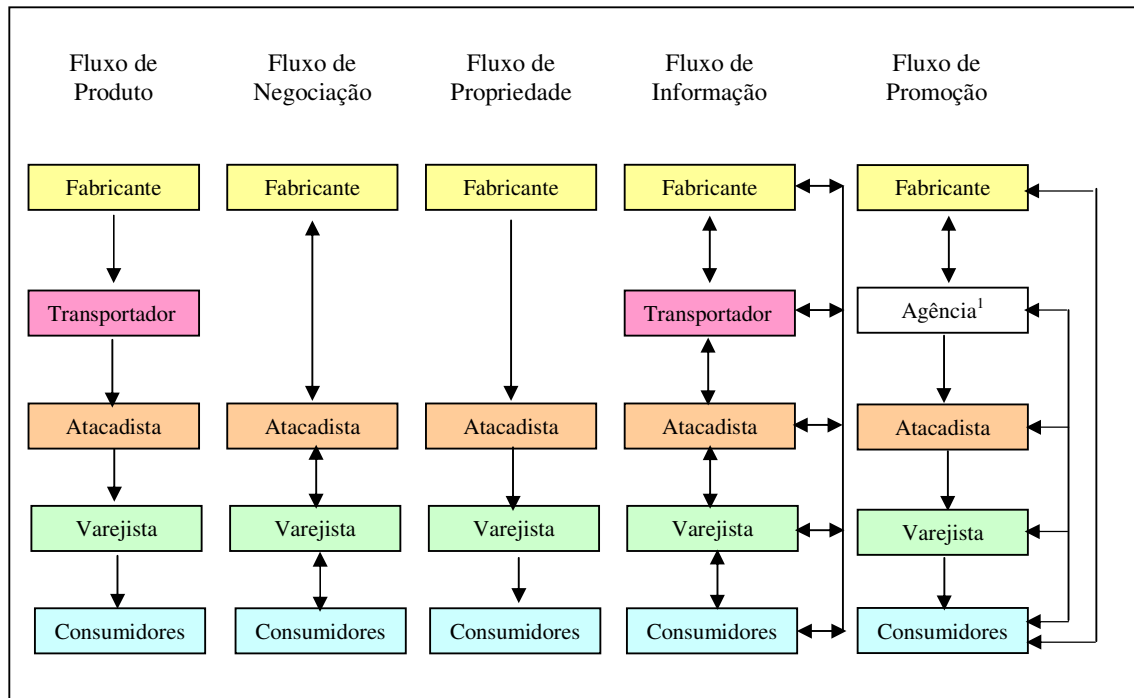 Fluxo de
Produto
Fluxo de
Negociação
Fluxo de
Propriedade
Fluxo de
Informação
Fluxo de
Promoção
Fabricante
Fabricante
Fabricante
Fabricante
Fabricante
Transportador
Transportador
Agência¹
Atacadista
Atacadista
Atacadista
Atacadista
Atacadista
Varejista
Varejista
Varejista
Varejista
Varejista
Consumidores
Consumidores
Consumidores
Consumidores
Consumidores